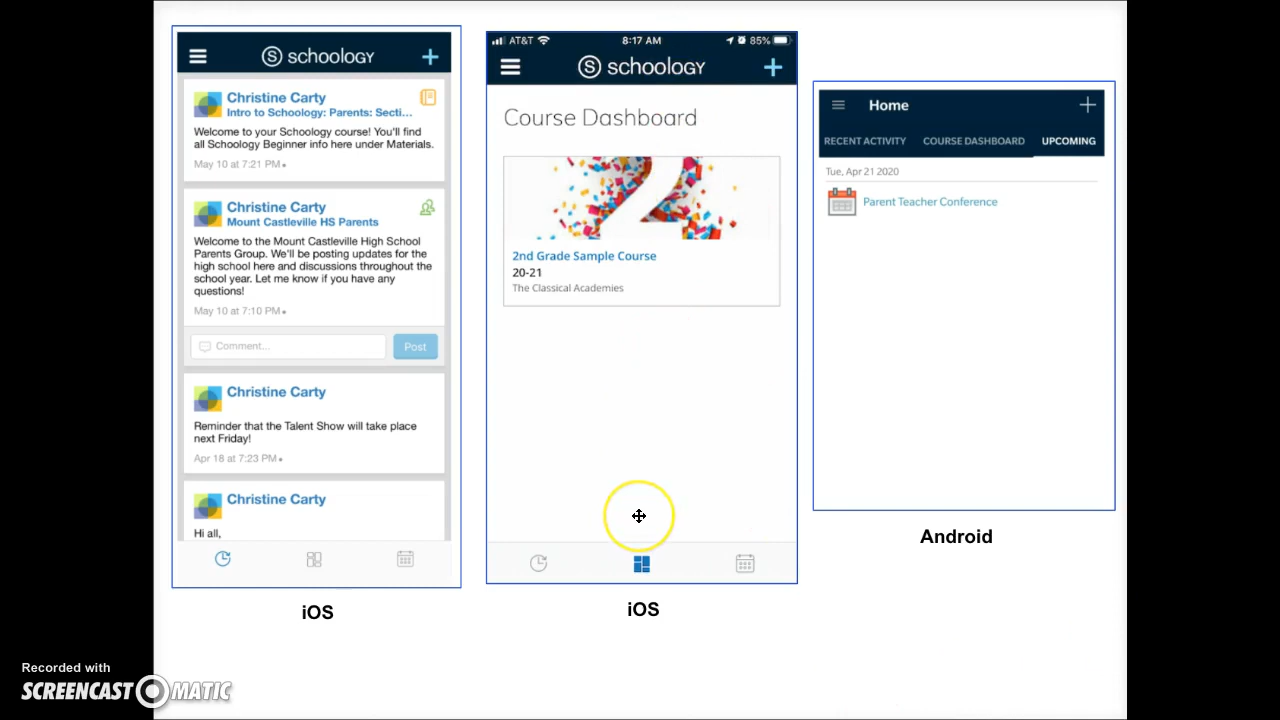 schoology
Christine Carty
Intro to Schoology: Parents: Secti...
Welcome to your Schoology course! You'll find
all Schoology Beginner info here under Materials.
May 10 at 7:21 PM
Christine Carty
Mount Castleville HS Parents
Welcome to the Mount Castleville High School
Parents Group. We'll be posting updates for the
high school here and discussions throughout the
school year. Let me know if you have any
questions!
May 10 at 7:10 PM
Comment...
Post
Christine Carty
Reminder that the Talent Show will take place
next Friday!
Apr 18 at 7:23 PM
Christine Carty
Hi all,
iOS
AT&T 8:17 AM 85%
S schoology
Course Dashboard
2nd Grade Sample Course
20-21
The Classical Academies
iOS
Home
RECENT ACTIVITY COURSE DASHBOARD UPCOMING
Tue, Apr 21 2020
Parent Teacher Conference
Android
Recorded with
SCREENCAST MATIC